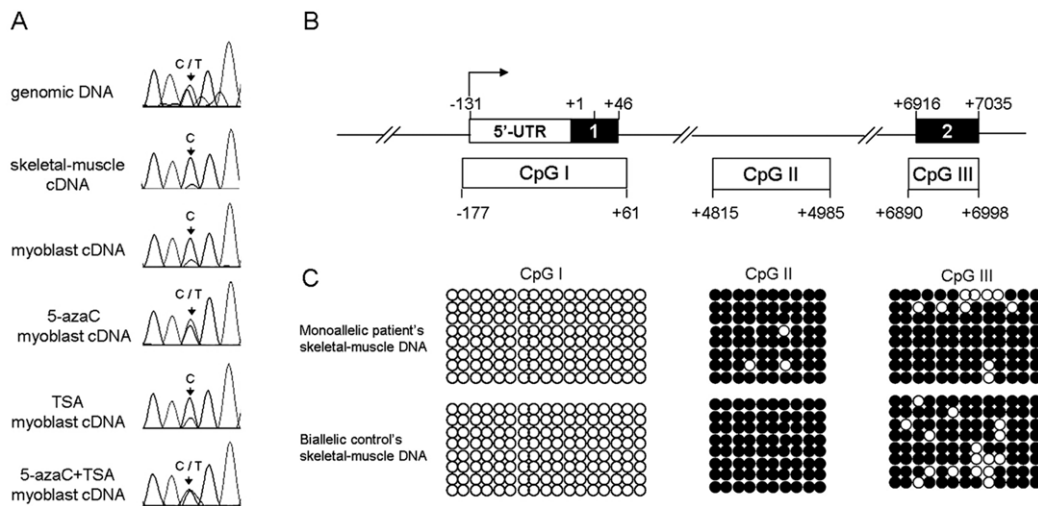 A
C / T
genomic DNA
C
skeletal-muscle
cDNA
C
myoblast cDNA
C / T
5-azaC
myoblast cDNA
C
TSA
myoblast cDNA
C / T
5-azaC+TSA
myoblast cDNA
B
-131
+1
+46
+6916
+7035
5'-UTR
1
2
CpG I
CpG II
CpG III
-177
+61
+4815
+4985
+6890
+6998
C
CpG I
CpG II
CpG III
Monoallelic patient's
skeletal-muscle DNA
Biallelic control's
skeletal-muscle DNA